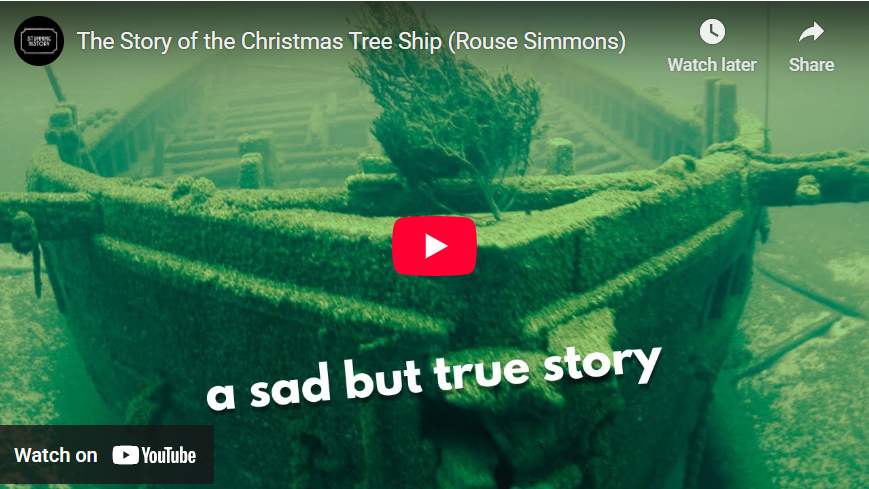 STUNNING
HISTORY
The Story of the Christmas Tree Ship (Rouse Simmons)
Watch later
Share
a sad but true story
Watch on YouTube